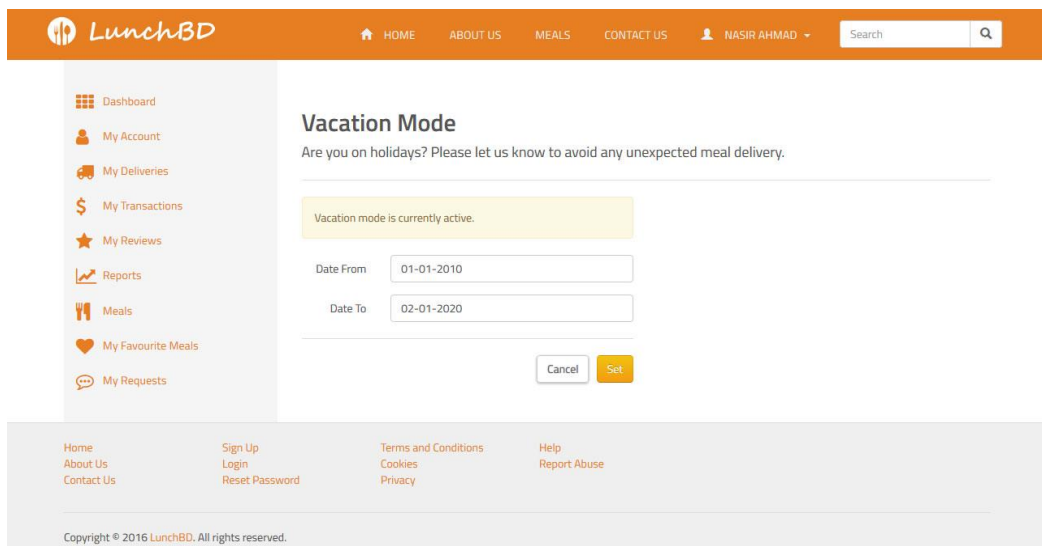 LunchBD
HOME ABOUT US MEALS CONTACT US NASIR AHMAD Search
Dashboard
My Account
My Deliveries
My Transactions
My Reviews
Reports
Meals
My Favourite Meals
My Requests
Vacation Mode
Are you on holidays? Please let us know to avoid any unexpected meal delivery.
Vacation mode is currently active.
Date From 01-01-2010
Date To 02-01-2020
Cancel Set
Home Sign Up Terms and Conditions Help
About Us Login Cookies Report Abuse
Contact Us Reset Password Privacy
Copyright © 2016 LunchBD. All rights reserved.